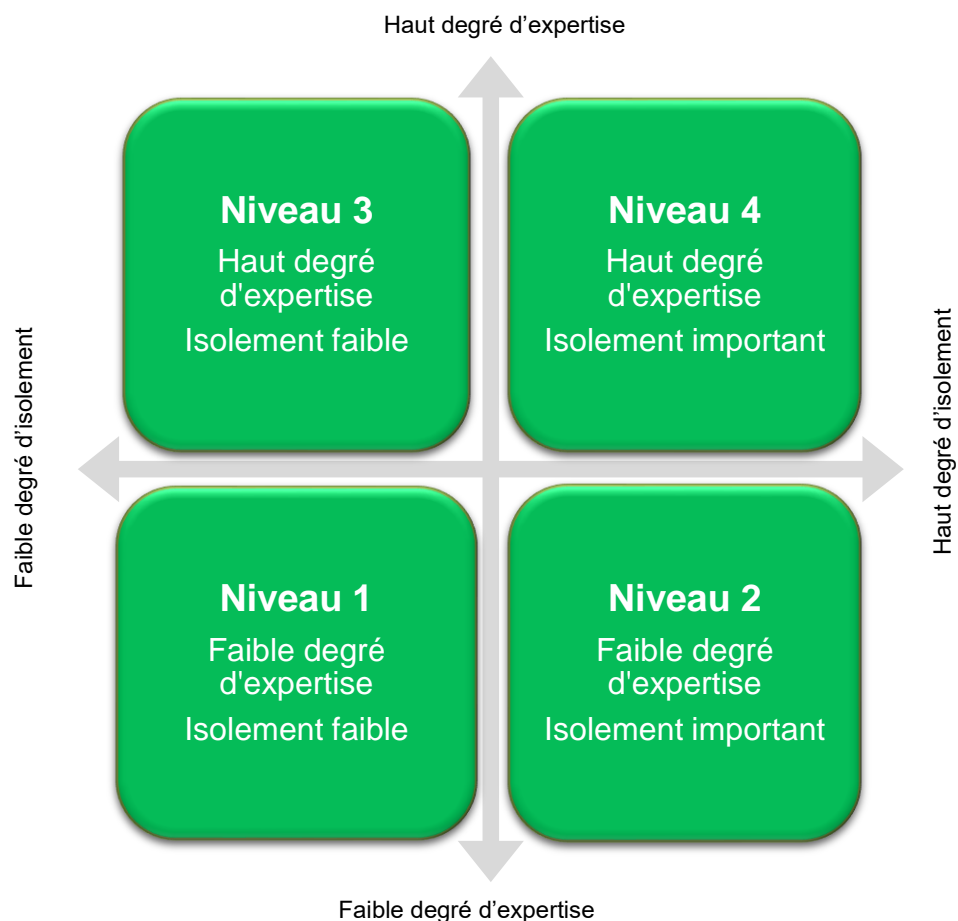 Haut degré d’expertise
Niveau 3
Haut degré
d'expertise
Isolement faible
Niveau 4
Haut degré
d'expertise
Isolement important
Faible degré d’isolement
Haut degré d’isolement
Niveau 1
Faible degré
d'expertise
Isolement faible
Niveau 2
Faible degré
d'expertise
Isolement important
Faible degré d’expertise